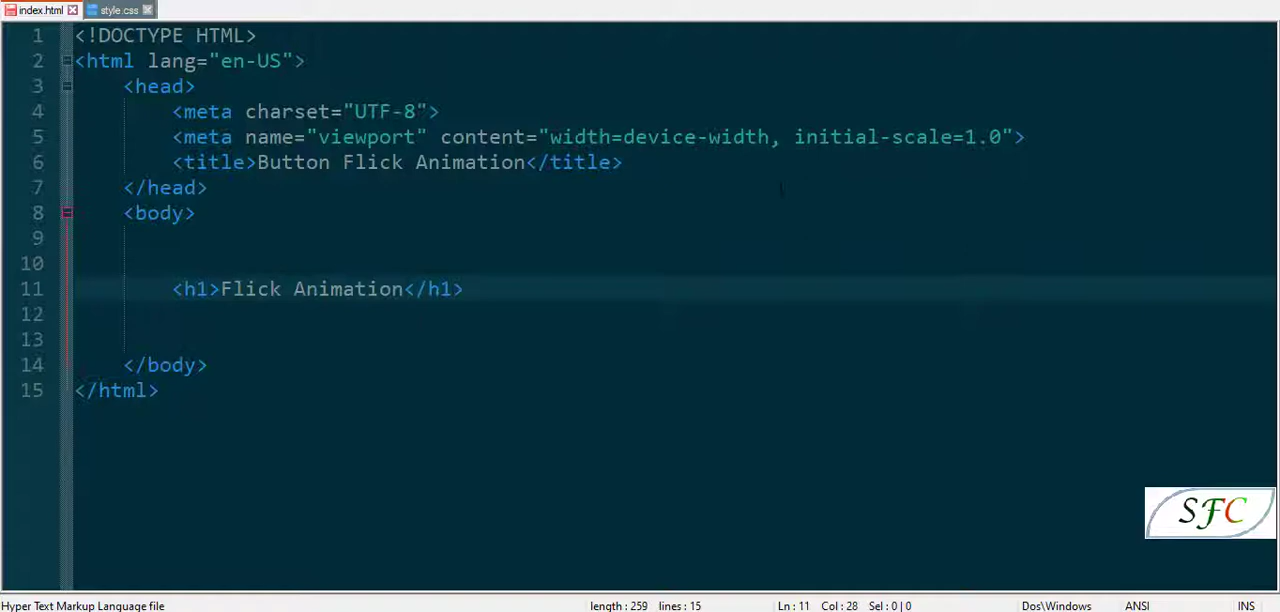 index.html style.css
1 <!DOCTYPE HTML>
2 <html lang="en-US">
3 <head>
4 <meta charset="UTF-8">
5 <meta name="viewport" content="width=device-width, initial-scale=1.0">
6 <title>Button Flick Animation</title>
7 </head>
8 <body>
9
10
11 <h1>Flick Animation</h1>
12
13
14 </body>
15 </html>
SFC
Hyper Text Markup Language file length : 259 lines : 15 Ln : 11 Col : 28 Sel : 0 | 0 Dos\Windows ANSI INS